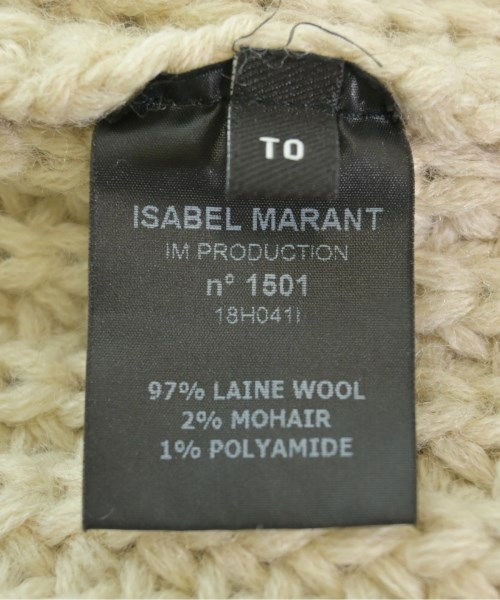 TO
ISABEL MARANT
IM PRODUCTION
n° 1501
18H041I
97% LAINE WOOL
2% MOHAIR
1% POLYAMIDE